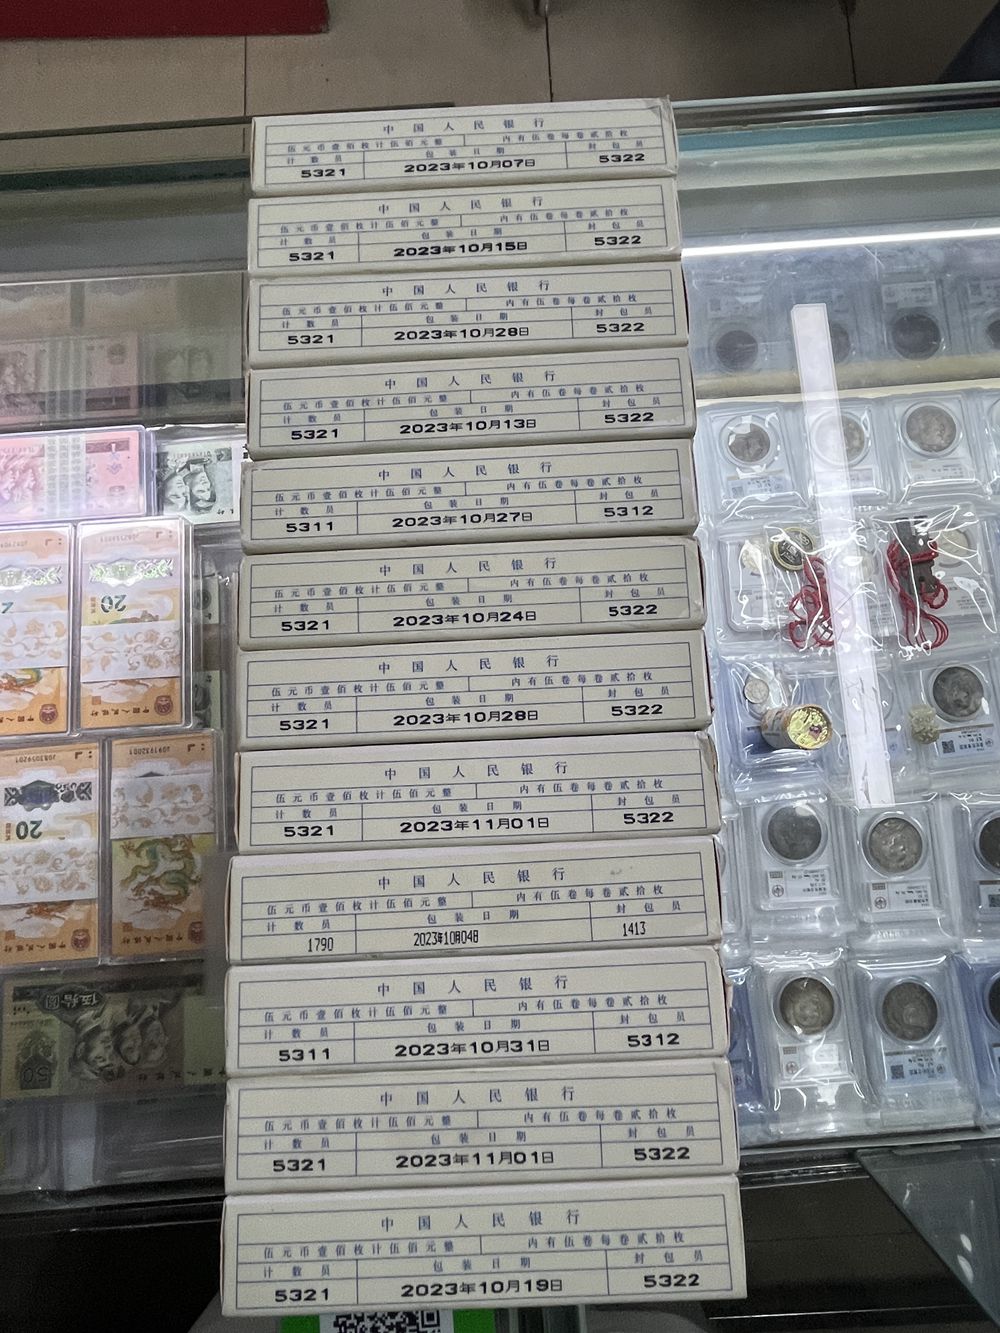 中国人民银行
伍元币壹佰枚计伍佰元整 内有伍卷每卷贰拾枚
计数员 包装日期 封包员
5321 2023年10月07日 5322
中国人民银行
伍元币壹佰枚计伍佰元整 内有伍卷每卷贰拾枚
计数员 包装日期 封包员
5321 2023年10月15日 5322
中国人民银行
伍元币壹佰枚计伍佰元整 内有伍卷每卷贰拾枚
计数员 包装日期 封包员
5321 2023年10月28日 5322
中国人民银行
伍元币壹佰枚计伍佰元整 内有伍卷每卷贰拾枚
计数员 包装日期 封包员
5321 2023年10月13日 5322
中国人民银行
伍元币壹佰枚计伍佰元整 内有伍卷每卷贰拾枚
计数员 包装日期 封包员
5311 2023年10月27日 5312
中国人民银行
伍元币壹佰枚计伍佰元整 内有伍卷每卷贰拾枚
计数员 包装日期 封包员
5321 2023年10月24日 5322
中国人民银行
伍元币壹佰枚计伍佰元整 内有伍卷每卷贰拾枚
计数员 包装日期 封包员
5321 2023年10月28日 5322
中国人民银行
伍元币壹佰枚计伍佰元整 内有伍卷每卷贰拾枚
计数员 包装日期 封包员
5321 2023年11月01日 5322
中国人民银行
伍元币壹佰枚计伍佰元整 内有伍卷每卷贰拾枚
计数员 包装日期 封包员
1790 2023年10月04日 1413
中国人民银行
伍元币壹佰枚计伍佰元整 内有伍卷每卷贰拾枚
计数员 包装日期 封包员
5311 2023年10月31日 5312
中国人民银行
伍元币壹佰枚计伍佰元整 内有伍卷每卷贰拾枚
计数员 包装日期 封包员
5321 2023年11月01日 5322
中国人民银行
伍元币壹佰枚计伍佰元整 内有伍卷每卷贰拾枚
计数员 包装日期 封包员
5321 2023年10月19日 5322
20
中国人民银行
J083059201
20
中国人民银行
J091932001
中国人民银行
伍拾圆
50